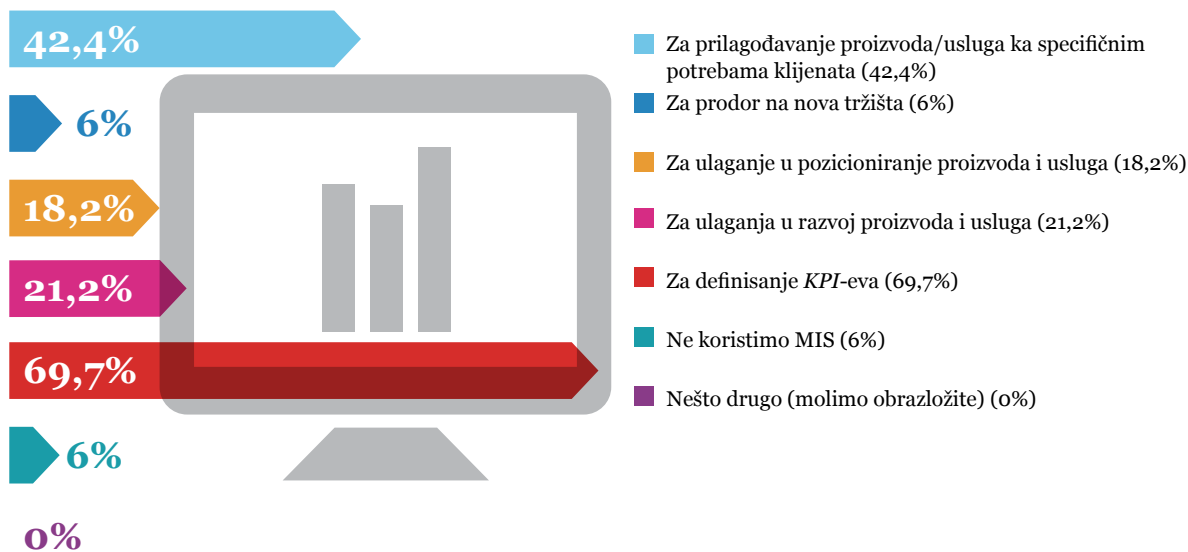 42,4%
6%
18,2%
21,2%
69,7%
6%
0%
Za prilagođavanje proizvoda/usluga ka specifičnim
potrebama klijenata (42,4%)
Za prodor na nova tržišta (6%)
Za ulaganje u pozicioniranje proizvoda i usluga (18,2%)
Za ulaganja u razvoj proizvoda i usluga (21,2%)
Za definisanje KPI-eva (69,7%)
Ne koristimo MIS (6%)
Nešto drugo (molimo obrazložite) (0%)